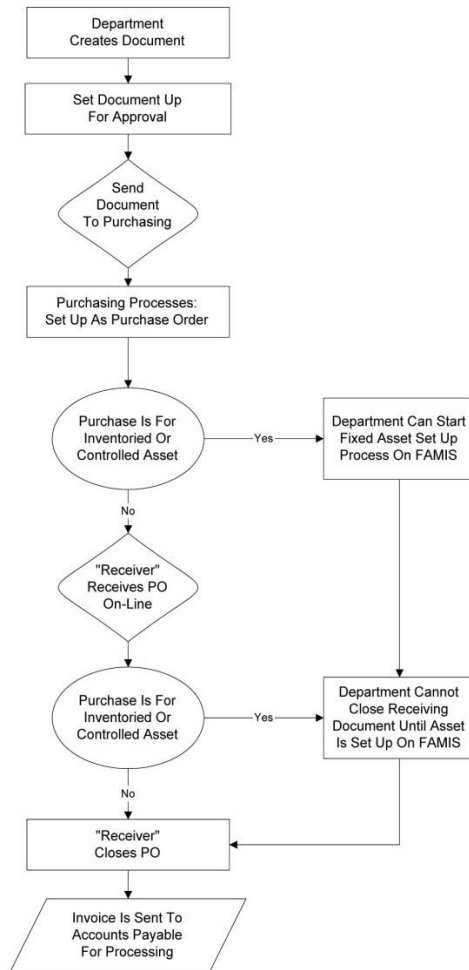 Department
Creates Document
Set Document Up
For Approval
Send
Document
To Purchasing
Purchasing Processes:
Set Up As Purchase Order
Purchase Is For
Inventoried Or
Controlled Asset
Yes
Department Can Start
Fixed Asset Set Up
Process On FAMIS
No
"Receiver"
Receives PO
On-Line
Purchase Is For
Inventoried Or
Controlled Asset
Yes
Department Cannot
Close Receiving
Document Until Asset
Is Set Up On FAMIS
No
"Receiver"
Closes PO
Invoice Is Sent To
Accounts Payable
For Processing